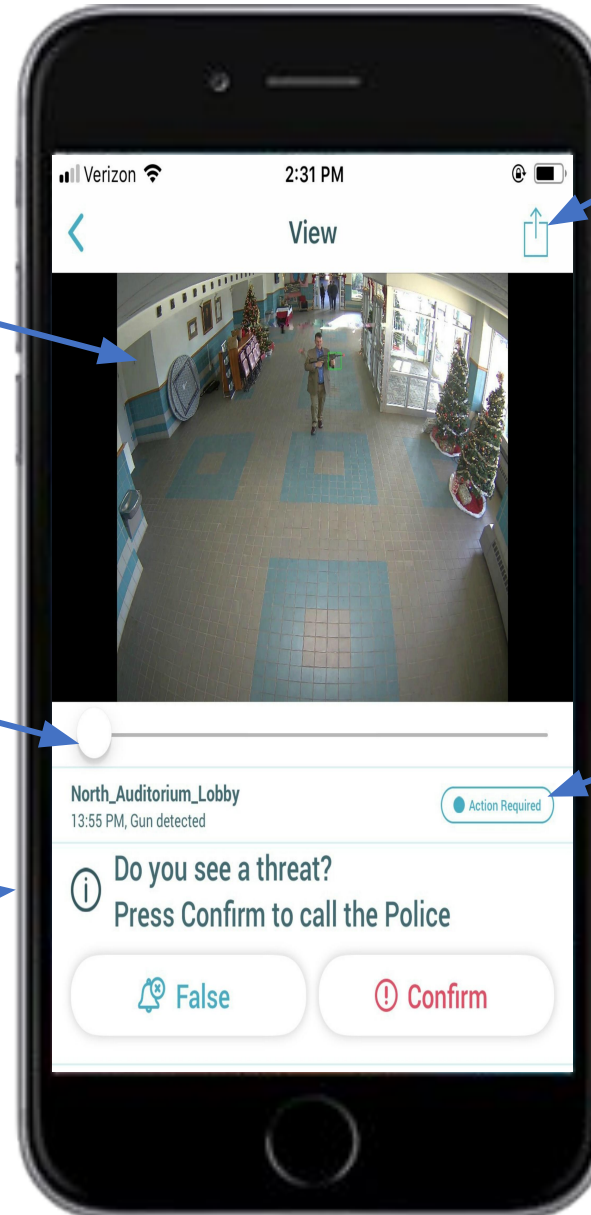 Verizon
2:31 PM
View
North_Auditorium_Lobby
13:55 PM, Gun detected
Action Required
Do you see a threat?
Press Confirm to call the Police
False
Confirm